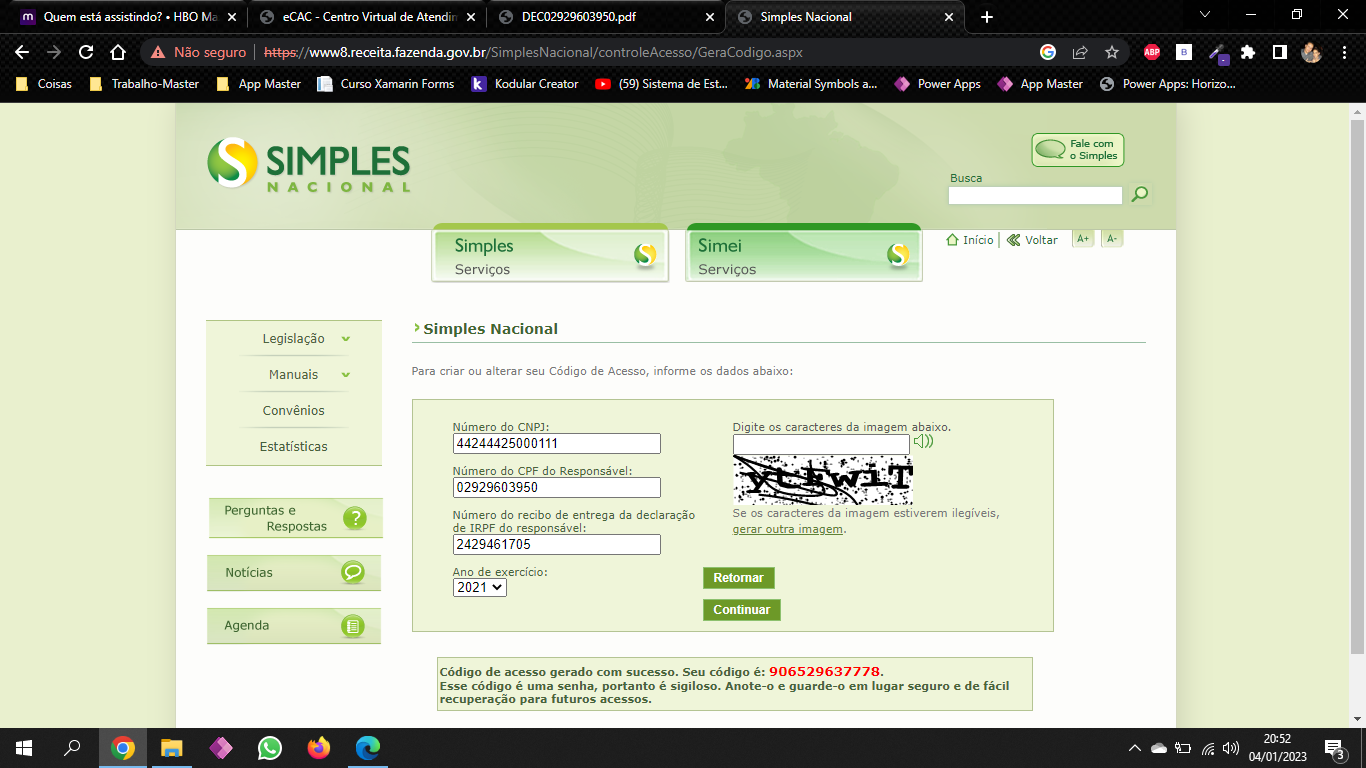 Quem está assistindo? • HBO Ma
eCAC - Centro Virtual de Atendin
DEC02929603950.pdf
Simples Nacional
Não seguro
https://www8.receita.fazenda.gov.br/SimplesNacional/controleAcesso/GeraCodigo.aspx
Coisas
Trabalho-Master
App Master
Curso Xamarin Forms
Kodular Creator
(59) Sistema de Est...
Material Symbols a...
Power Apps
App Master
Power Apps: Horizo...
SIMPLES
NACIONAL
Fale com
o Simples
Busca
Simples
Serviços
Simei
Serviços
Início
Voltar
A+
A-
Legislação
Manuais
Convênios
Estatísticas
Perguntas e
Respostas
Notícias
Agenda
Simples Nacional
Para criar ou alterar seu Código de Acesso, informe os dados abaixo:
Número do CNPJ:
44244425000111
Número do CPF do Responsável:
02929603950
Número do recibo de entrega da declaração
de IRPF do responsável:
2429461705
Ano de exercício:
2021
Digite os caracteres da imagem abaixo.
Se os caracteres da imagem estiverem ilegíveis,
gerar outra imagem.
Retornar
Continuar
Código de acesso gerado com sucesso. Seu código é: 906529637778.
Esse código é uma senha, portanto é sigiloso. Anote-o e guarde-o em lugar seguro e de fácil
recuperação para futuros acessos.
20:52
04/01/2023
3